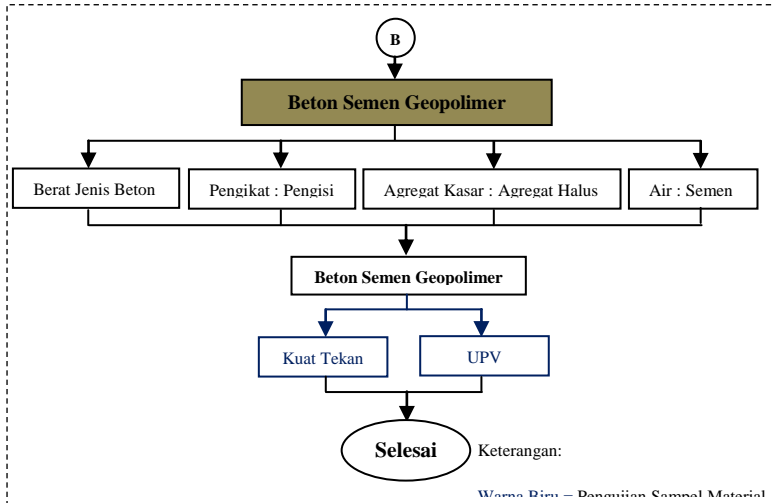 B
Beton Semen Geopolimer
Berat Jenis Beton
Pengikat : Pengisi
Agregat Kasar : Agregat Halus
Air : Semen
Beton Semen Geopolimer
Kuat Tekan
UPV
Selesai
Keterangan:
Warna Biru = Pengujian Sampel Material